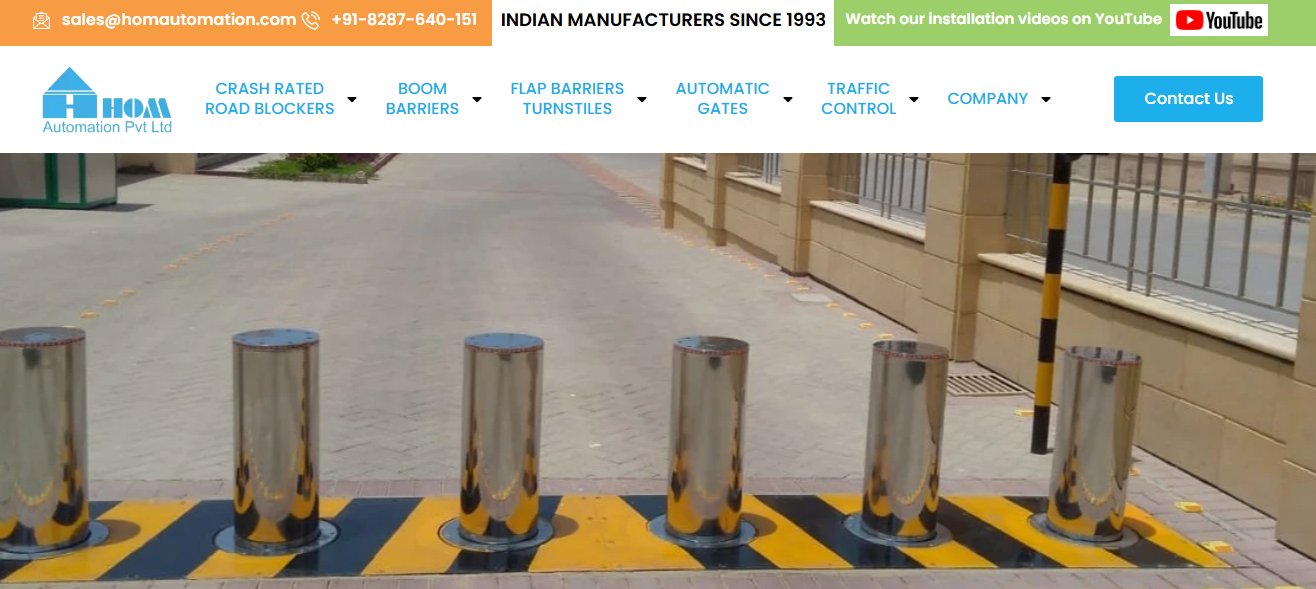 sales@homautomation.com +91-8287-640-151 INDIAN MANUFACTURERS SINCE 1993 Watch our installation videos on YouTube YouTube
H HOM
Automation Pvt Ltd
CRASH RATED
ROAD BLOCKERS
BOOM
BARRIERS
FLAP BARRIERS
TURNSTILES
AUTOMATIC
GATES
TRAFFIC
CONTROL
COMPANY
Contact Us